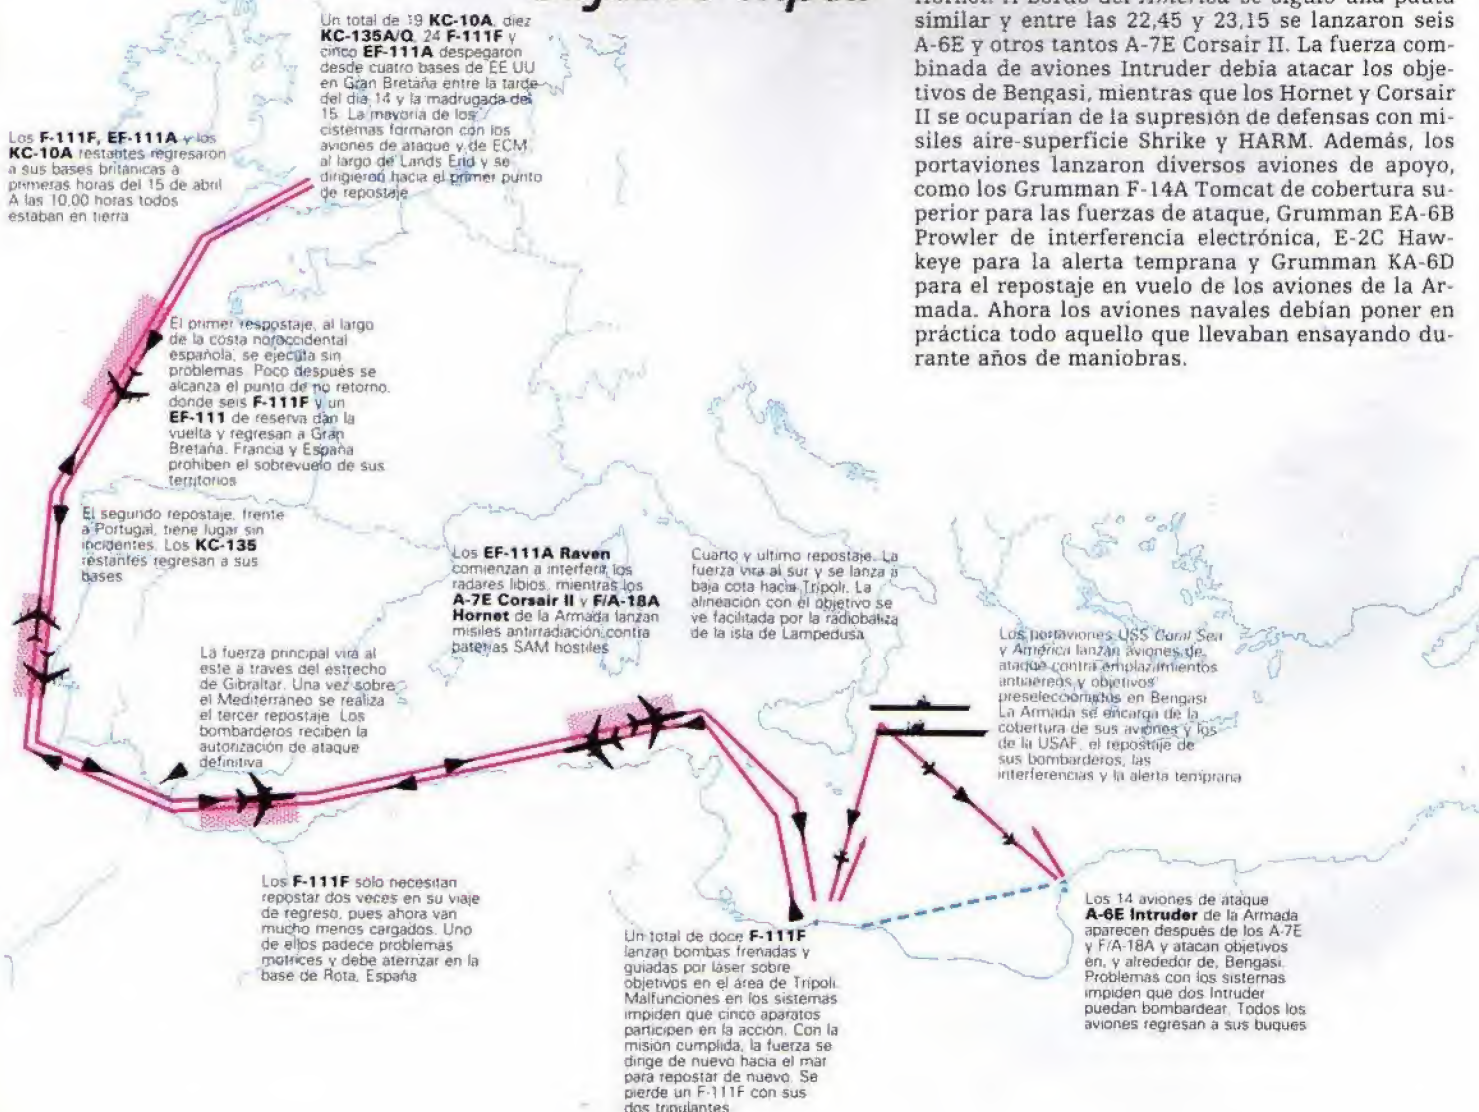 Hornet. A bordo del América se siguió una pauta
similar y entre las 22,45 y 23,15 se lanzaron seis
A-6E y otros tantos A-7E Corsair II. La fuerza com-
binada de aviones Intruder debía atacar los obje-
tivos de Bengasi, mientras que los Hornet y Corsair
II se ocuparían de la supresión de defensas con mi-
siles aire-superficie Shrike y HARM. Además, los
portaviones lanzaron diversos aviones de apoyo,
como los Grumman F-14A Tomcat de cobertura su-
perior para las fuerzas de ataque, Grumman EA-6B
Prowler de interferencia electrónica, E-2C Haw-
keye para la alerta temprana y Grumman KA-6D
para el repostaje en vuelo de los aviones de la Ar-
mada. Ahora los aviones navales debían poner en
práctica todo aquello que llevaban ensayando du-
rante años de maniobras.
Un total de 19 KC-10A, diez
KC-135A/Q, 24 F-111F y
cinco EF-111A despegaron
desde cuatro bases de EE UU
en Gran Bretaña entre la tarde
del día 14 y la madrugada del
15. La mayoría de los
cisternas formaron con los
aviones de ataque y de ECM
al largo de Lands End y se
dirigieron hacia el primer punto
de repostaje
Los F-111F, EF-111A y los
KC-10A restantes regresaron
a sus bases británicas a
primeras horas del 15 de abril
A las 10,00 horas todos
estaban en tierra
El primer respostaje, al largo
de la costa noroccidental
española, se ejecuta sin
problemas. Poco después se
alcanza el punto de no retorno,
donde seis F-111F y un
EF-111 de reserva dan la
vuelta y regresan a Gran
Bretaña. Francia y España
prohiben el sobrevuelo de sus
territorios
El segundo repostaje, frente
a Portugal, tiene lugar sin
incidentes. Los KC-135
restantes regresan a sus
bases
La fuerza principal vira al
este a través del estrecho
de Gibraltar. Una vez sobre
el Mediterráneo se realiza
el tercer repostaje. Los
bombarderos reciben la
autorización de ataque
definitiva
Los EF-111A Raven
comienzan a interferir los
radares libios, mientras los
A-7E Corsair II y F/A-18A
Hornet de la Armada lanzan
misiles antirradiación contra
baterías SAM hostiles
Cuarto y ultimo repostaje. La
fuerza vira al sur y se lanza a
baja cota hacia Trípoli. La
alineación con el objetivo se
ve facilitada por la radiobaliza
de la isla de Lampedusa
Los portaviones USS Coral Sea
y América lanzan aviones de
ataque contra emplazamientos
antiaéreos y objetivos
preseleccionados en Bengasi
La Armada se encarga de la
cobertura de sus aviones y los
de la USAF, el repostaje de
sus bombarderos, las
interferencias y la alerta temprana
Los F-111F sólo necesitan
repostar dos veces en su viaje
de regreso, pues ahora van
mucho menos cargados. Uno
de ellos padece problemas
motrices y debe aterrizar en la
base de Rota, España
Un total de doce F-111F
lanzan bombas frenadas y
guiadas por láser sobre
objetivos en el área de Trípoli.
Malfunciones en los sistemas
impiden que cinco aparatos
participen en la acción. Con la
misión cumplida, la fuerza se
dirige de nuevo hacia el mar
para repostar de nuevo. Se
pierde un F-111F con sus
dos tripulantes
Los 14 aviones de ataque
A-6E Intruder de la Armada
aparecen después de los A-7E
y F/A-18A y atacan objetivos
en, y alrededor de, Bengasi.
Problemas con los sistemas
impiden que dos Intruder
puedan bombardear. Todos los
aviones regresan a sus buques